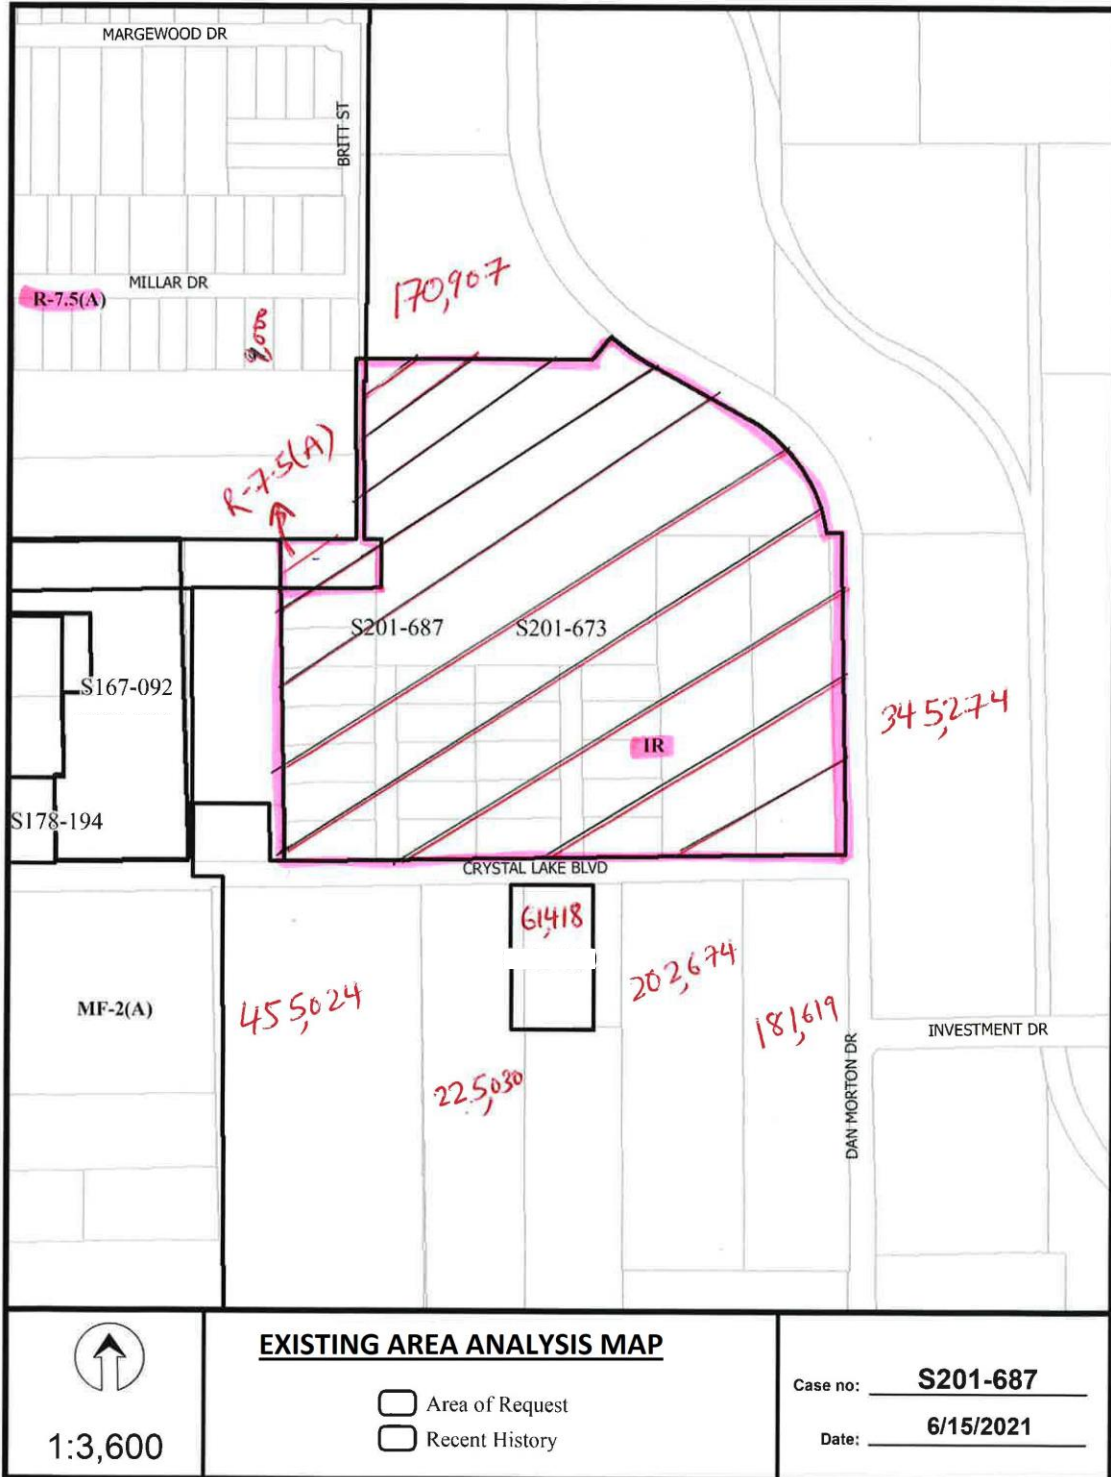 MARGEWOOD DR
BRITT ST
MILLAR DR
R-7.5(A)
170,907
R-7.5(A)
S201-687
S201-673
S167-092
IR
345,274
S178-194
CRYSTAL LAKE BLVD
61,418
202,674
MF-2(A)
455,024
181,619
INVESTMENT DR
225,030
DAN MORTON DR
EXISTING AREA ANALYSIS MAP
Area of Request
Recent History
1:3,600
Case no: S201-687
Date: 6/15/2021